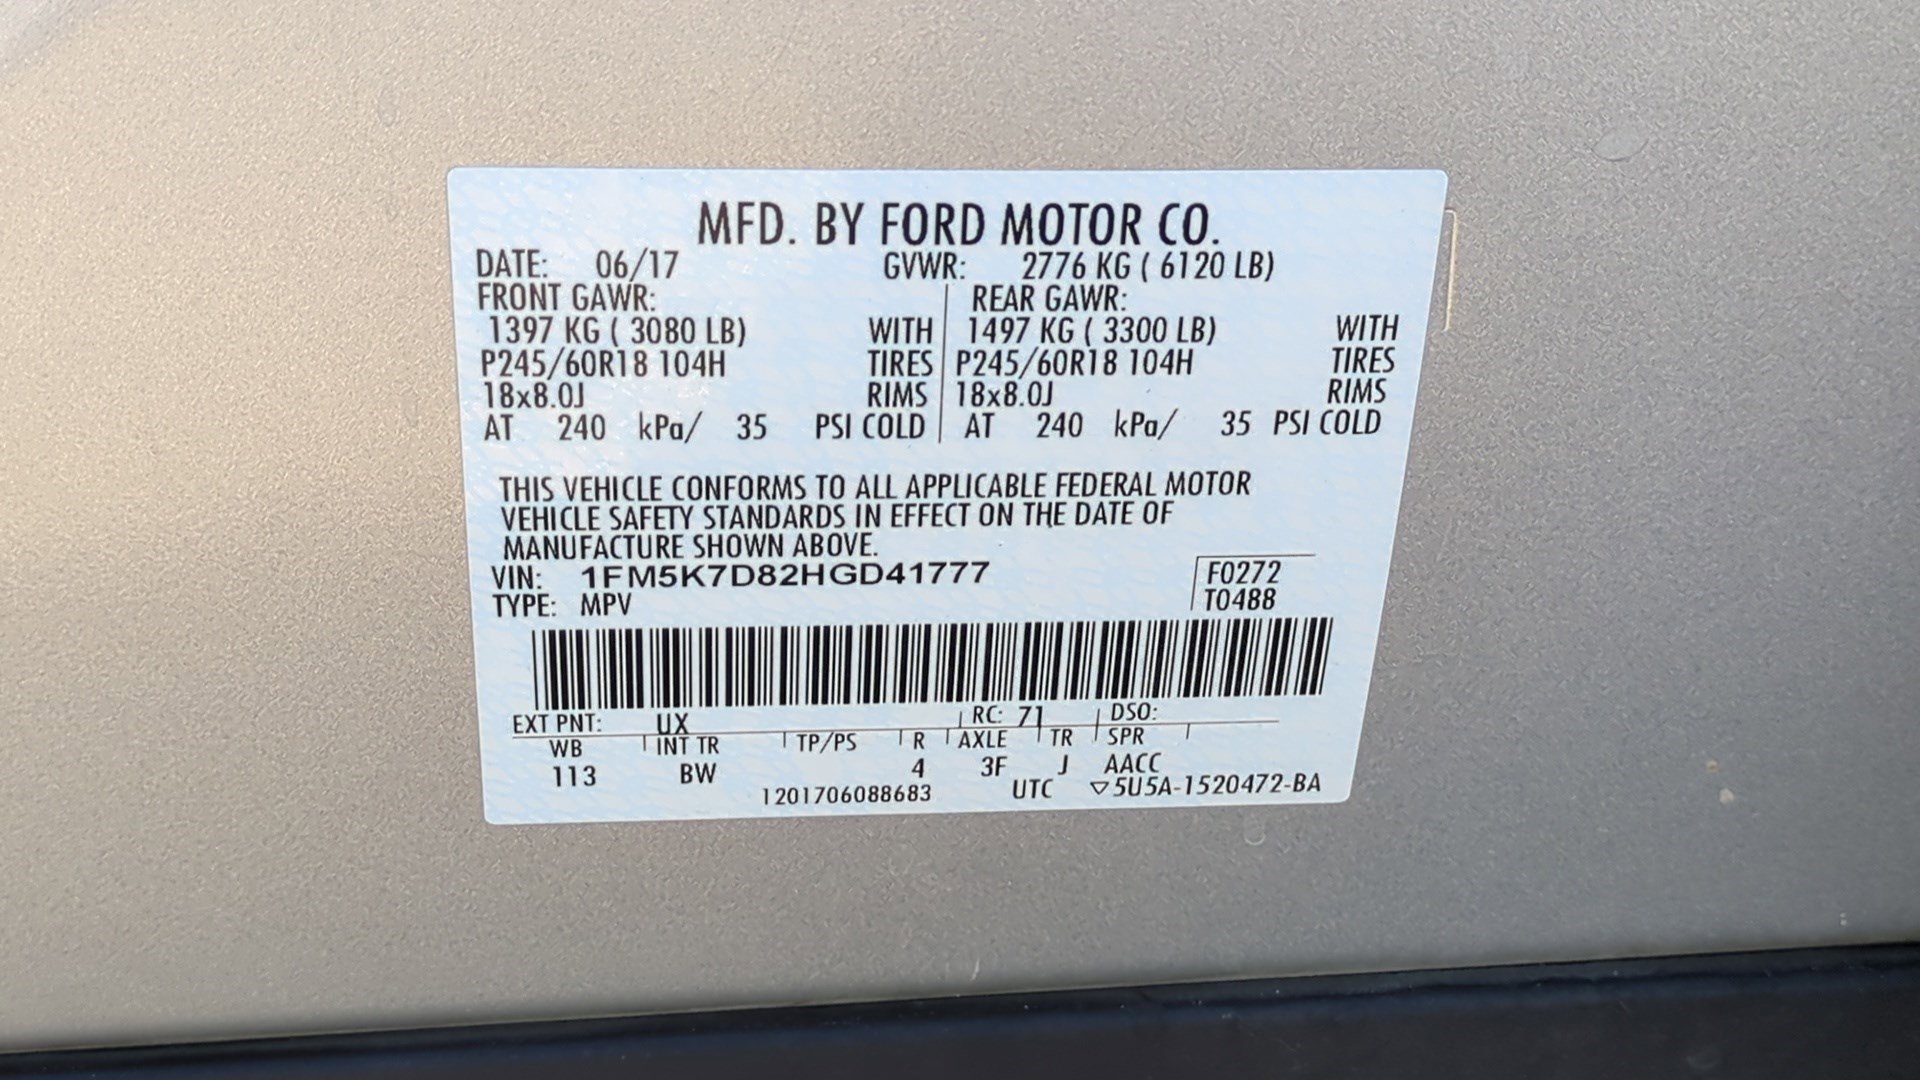 MFD. BY FORD MOTOR CO.
DATE: 06/17 GVWR: 2776 KG ( 6120 LB)
FRONT GAWR: REAR GAWR:
1397 KG ( 3080 LB) WITH 1497 KG ( 3300 LB) WITH
P245/60R18 104H TIRES P245/60R18 104H TIRES
18x8.0J RIMS 18x8.0J RIMS
AT 240 kPa/ 35 PSI COLD AT 240 kPa/ 35 PSI COLD
THIS VEHICLE CONFORMS TO ALL APPLICABLE FEDERAL MOTOR
VEHICLE SAFETY STANDARDS IN EFFECT ON THE DATE OF
MANUFACTURE SHOWN ABOVE.
VIN: 1FM5K7D82HGD41777 F0272
TYPE: MPV T0488
EXT PNT: UX RC: 71 DSO:
WB INT TR TP/PS R AXLE TR SPR
113 BW 4 3F J AACC
1201706088683 UTC ▽5U5A-1520472-BA